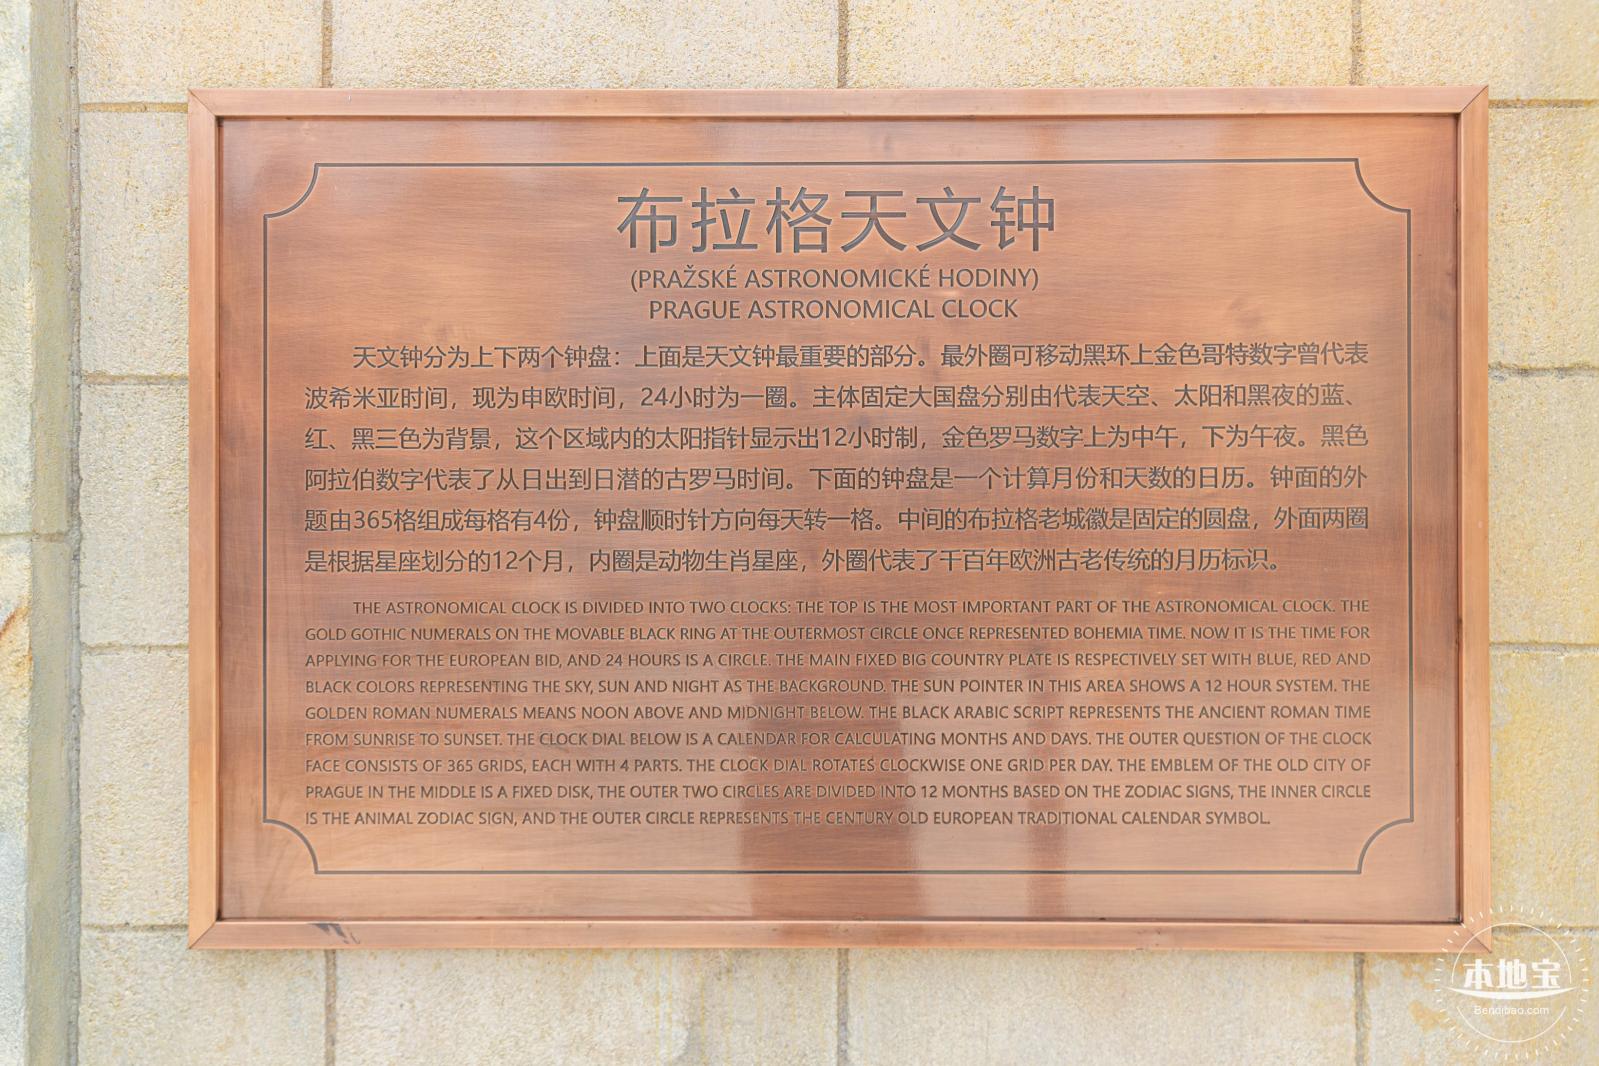 布拉格天文钟
(PRAŽSKÉ ASTRONOMICKÉ HODINY)
PRAGUE ASTRONOMICAL CLOCK
天文钟分为上下两个钟盘：上面是天文钟最重要的部分。最外圈可移动黑环上金色哥特数字曾代表
波希米亚时间，现为申欧时间，24小时为一圈。主体固定大国盘分别由代表天空、太阳和黑夜的蓝、
红、黑三色为背景，这个区域内的太阳指针显示出12小时制，金色罗马数字上为中午，下为午夜。黑色
阿拉伯数字代表了从日出到日潜的古罗马时间。下面的钟盘是一个计算月份和天数的日历。钟面的外
题由365格组成每格有4份，钟盘顺时针方向每天转一格。中间的布拉格老城徽是固定的圆盘，外面两圈
是根据星座划分的12个月，内圈是动物生肖星座，外圈代表了千百年欧洲古老传统的月历标识。
THE ASTRONOMICAL CLOCK IS DIVIDED INTO TWO CLOCKS: THE TOP IS THE MOST IMPORTANT PART OF THE ASTRONOMICAL CLOCK. THE
GOLD GOTHIC NUMERALS ON THE MOVABLE BLACK RING AT THE OUTERMOST CIRCLE ONCE REPRESENTED BOHEMIA TIME. NOW IT IS THE TIME FOR
APPLYING FOR THE EUROPEAN BID, AND 24 HOURS IS A CIRCLE. THE MAIN FIXED BIG COUNTRY PLATE IS RESPECTIVELY SET WITH BLUE, RED AND
BLACK COLORS REPRESENTING THE SKY, SUN AND NIGHT AS THE BACKGROUND. THE SUN POINTER IN THIS AREA SHOWS A 12 HOUR SYSTEM. THE
GOLDEN ROMAN NUMERALS MEANS NOON ABOVE AND MIDNIGHT BELOW. THE BLACK ARABIC SCRIPT REPRESENTS THE ANCIENT ROMAN TIME
FROM SUNRISE TO SUNSET. THE CLOCK DIAL BELOW IS A CALENDAR FOR CALCULATING MONTHS AND DAYS. THE OUTER QUESTION OF THE CLOCK
FACE CONSISTS OF 365 GRIDS, EACH WITH 4 PARTS. THE CLOCK DIAL ROTATES CLOCKWISE ONE GRID PER DAY. THE EMBLEM OF THE OLD CITY OF
PRAGUE IN THE MIDDLE IS A FIXED DISK, THE OUTER TWO CIRCLES ARE DIVIDED INTO 12 MONTHS BASED ON THE ZODIAC SIGNS, THE INNER CIRCLE
IS THE ANIMAL ZODIAC SIGN, AND THE OUTER CIRCLE REPRESENTS THE CENTURY OLD EUROPEAN TRADITIONAL CALENDAR SYMBOL.
本地宝
Bendibao.com